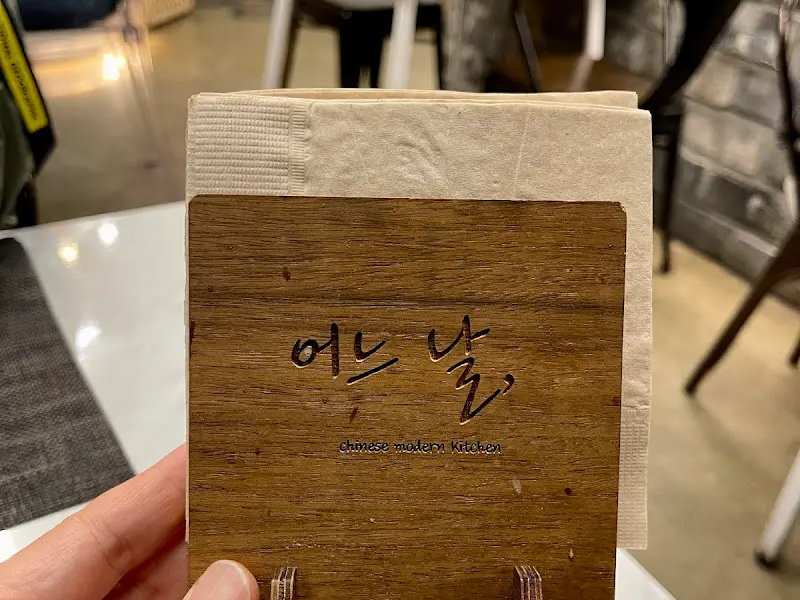 어느 날,
chinese modern kitchen